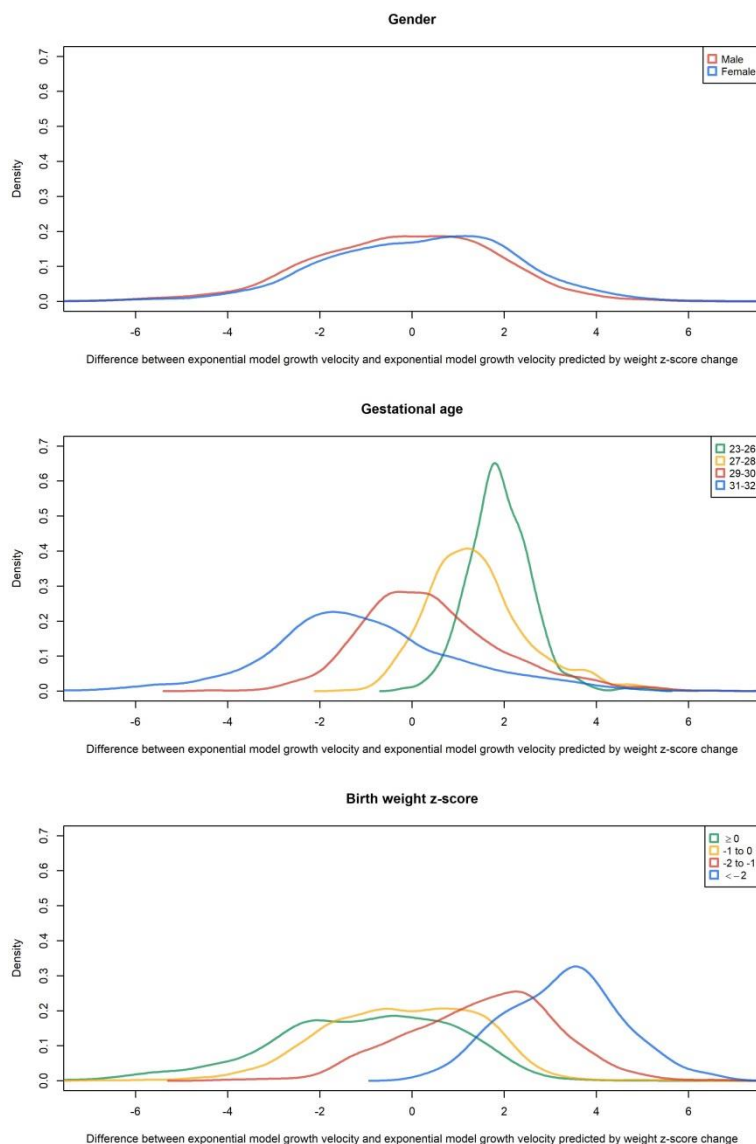 Gender
Male
Female
0.7
0.6
0.5
0.4
0.3
0.2
0.1
0.0
Density
-6 -4 -2 0 2 4 6
Difference between exponential model growth velocity and exponential model growth velocity predicted by weight z-score change
Gestational age
23-26
27-28
29-30
31-32
0.7
0.6
0.5
0.4
0.3
0.2
0.1
0.0
Density
-6 -4 -2 0 2 4 6
Difference between exponential model growth velocity and exponential model growth velocity predicted by weight z-score change
Birth weight z-score
≥ 0
-1 to 0
-2 to -1
< −2
0.7
0.6
0.5
0.4
0.3
0.2
0.1
0.0
Density
-6 -4 -2 0 2 4 6
Difference between exponential model growth velocity and exponential model growth velocity predicted by weight z-score change